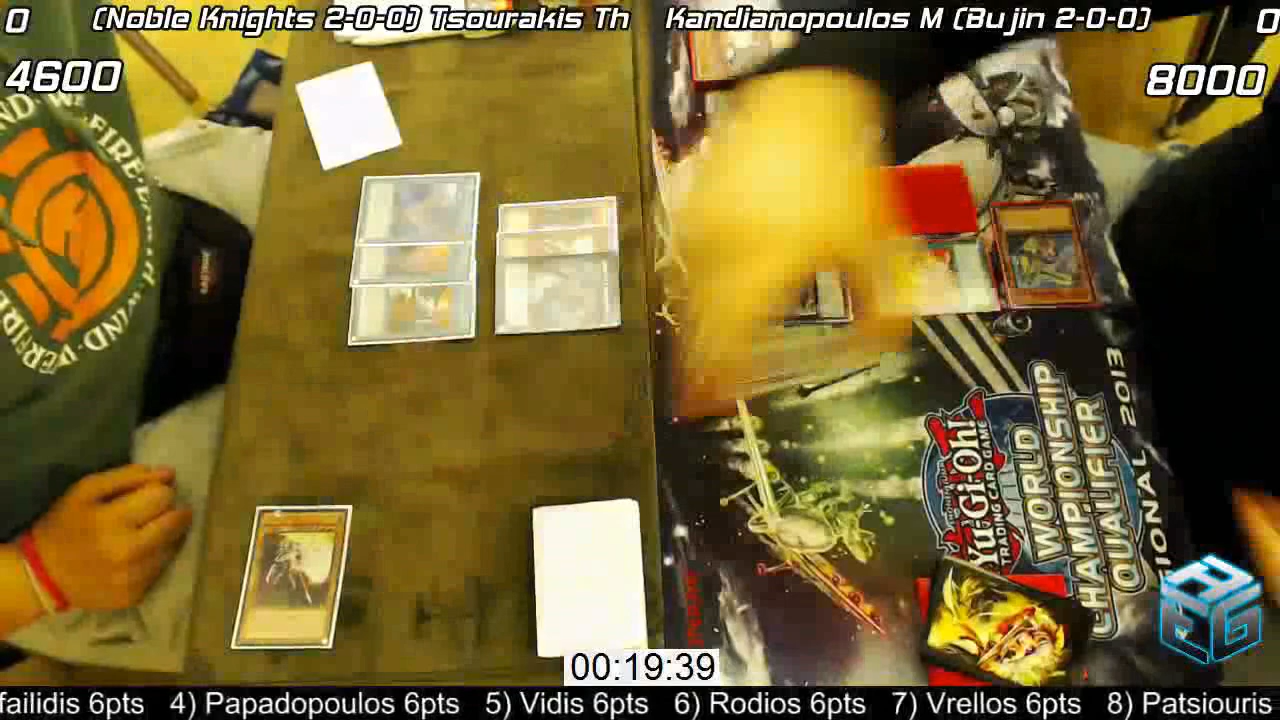 0 (Noble Knights 2-0-0) Tsourakis Th Kandianopoulos M (Bujin 2-0-0) 0
4600 8000
FIRE
Yu-Gi-Oh!
TRADING CARD GAME
WORLD
CHAMPIONSHIP
QUALIFIER
IONAL 2013
00:19:39
failidis 6pts 4) Papadopoulos 6pts 5) Vidis 6pts 6) Rodios 6pts 7) Vrellos 6pts 8) Patsiouris